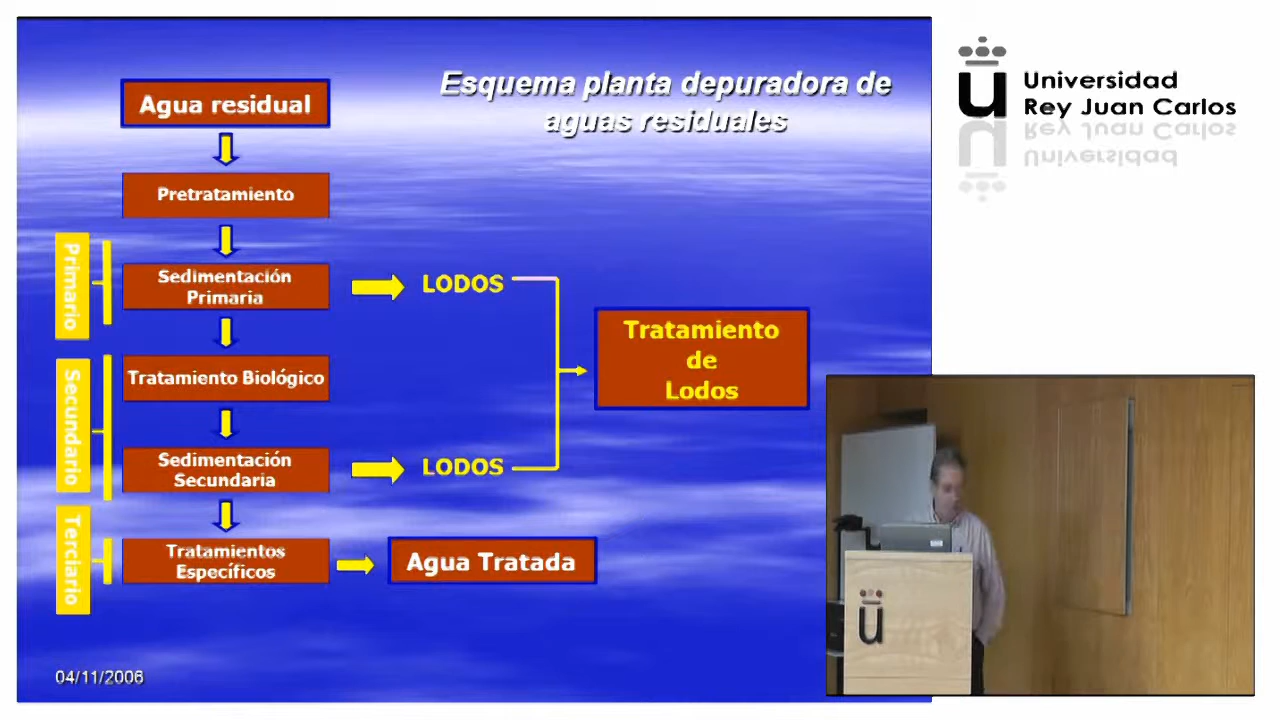 Esquema planta depuradora de
aguas residuales
Agua residual
Pretratamiento
Primario
Sedimentación
Primaria
LODOS
Tratamiento
de
Lodos
Secundario
Tratamiento Biológico
Sedimentación
Secundaria
LODOS
Terciario
Tratamientos
Específicos
Agua Tratada
04/11/2006
Universidad
Rey Juan Carlos